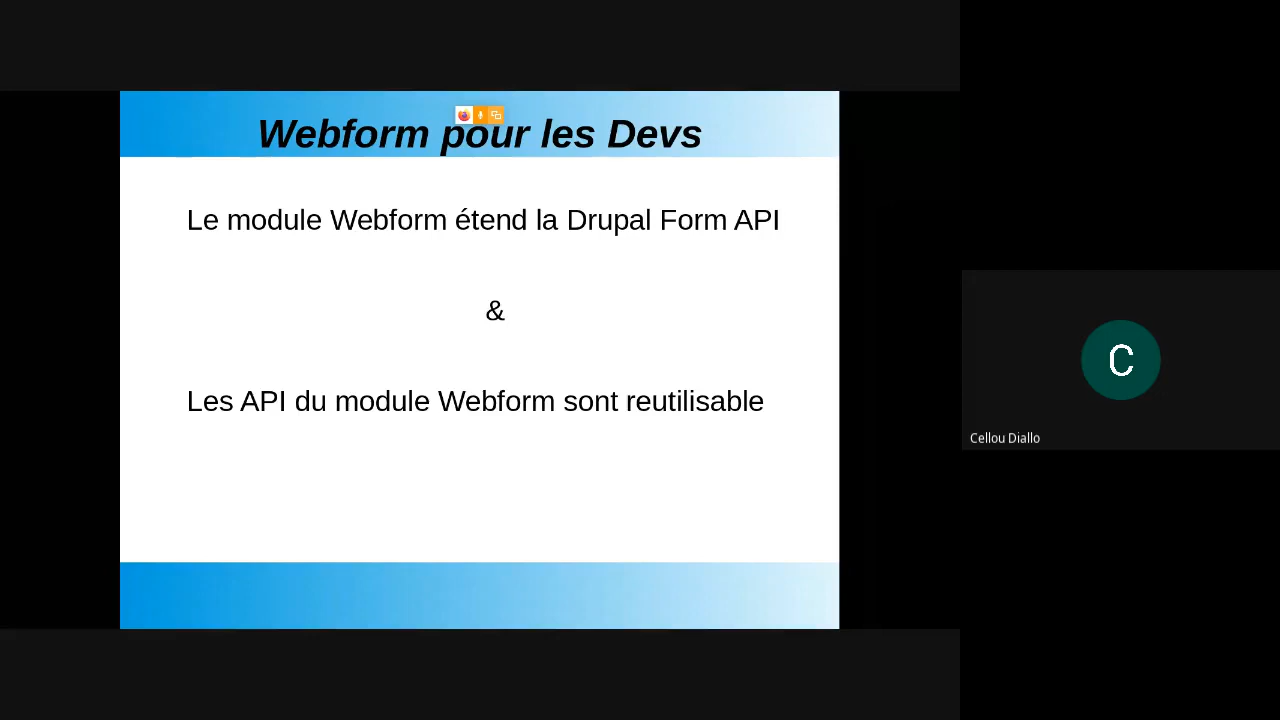 Webform pour les Devs
Le module Webform étend la Drupal Form API
&
Les API du module Webform sont reutilisable
C
Cellou Diallo